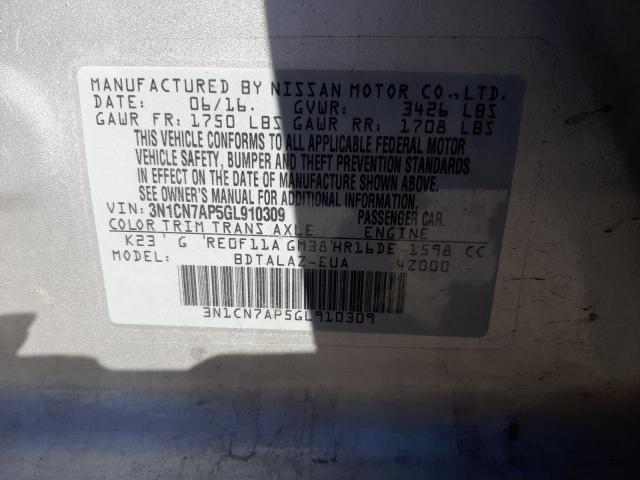 MANUFACTURED BY NISSAN MOTOR CO.,LTD.
DATE: 06/16. GVWR: 3426 LBS
GAWR FR: 1750 LBS GAWR RR: 1708 LBS
THIS VEHICLE CONFORMS TO ALL APPLICABLE FEDERAL MOTOR
VEHICLE SAFETY, BUMPER AND THEFT PREVENTION STANDARDS
IN EFFECT ON THE DATE OF MANUFACTURE SHOWN ABOVE.
SEE OWNER'S MANUAL FOR ADDITIONAL INFORMATION
VIN: 3N1CN7AP5GL910309 PASSENGER CAR.
COLOR TRIM TRANS AXLE ENGINE
K23 G RE0F11A GM38 HR16DE-1598 CC
MODEL: BDTALAZ-EUA 4Z000
3N1CN7AP5GL910309